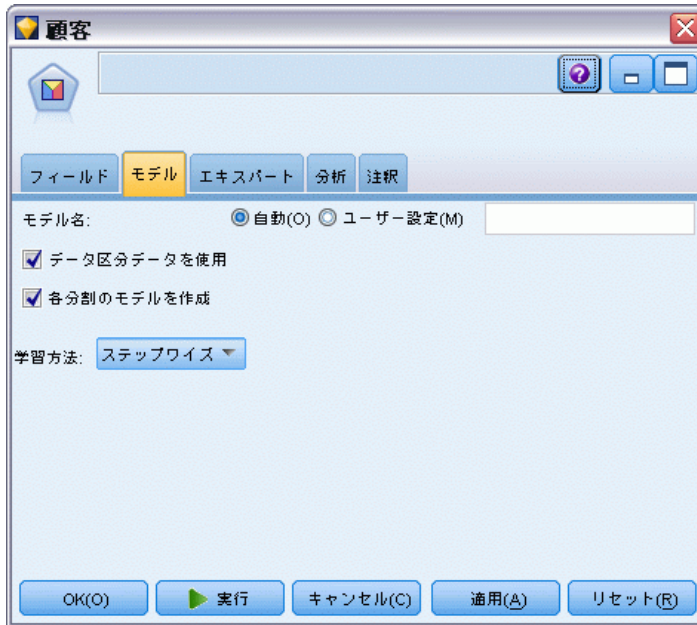 顧客
フィールド モデル エキスパート 分析 注釈
モデル名: 自動(O) ユーザー設定(M)
データ区分データを使用
各分割のモデルを作成
学習方法: ステップワイズ
OK(O) 実行 キャンセル(C) 適用(A) リセット(R)